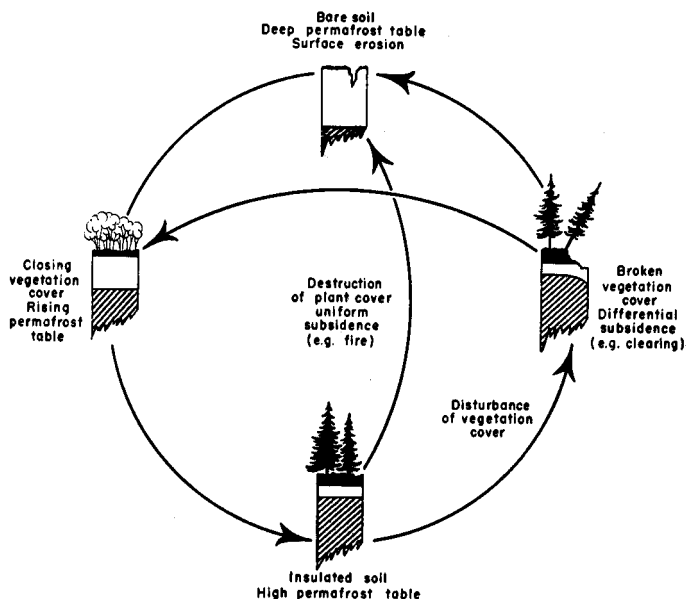 Bare soil
Deep permafrost table
Surface erosion
Closing
vegetation
cover
Rising
permafrost
table
Destruction
of plant cover
uniform
subsidence
(e.g. fire)
Broken
vegetation
cover
Differential
subsidence
(e.g. clearing)
Disturbance
of vegetation
cover
Insulated soil
High permafrost table